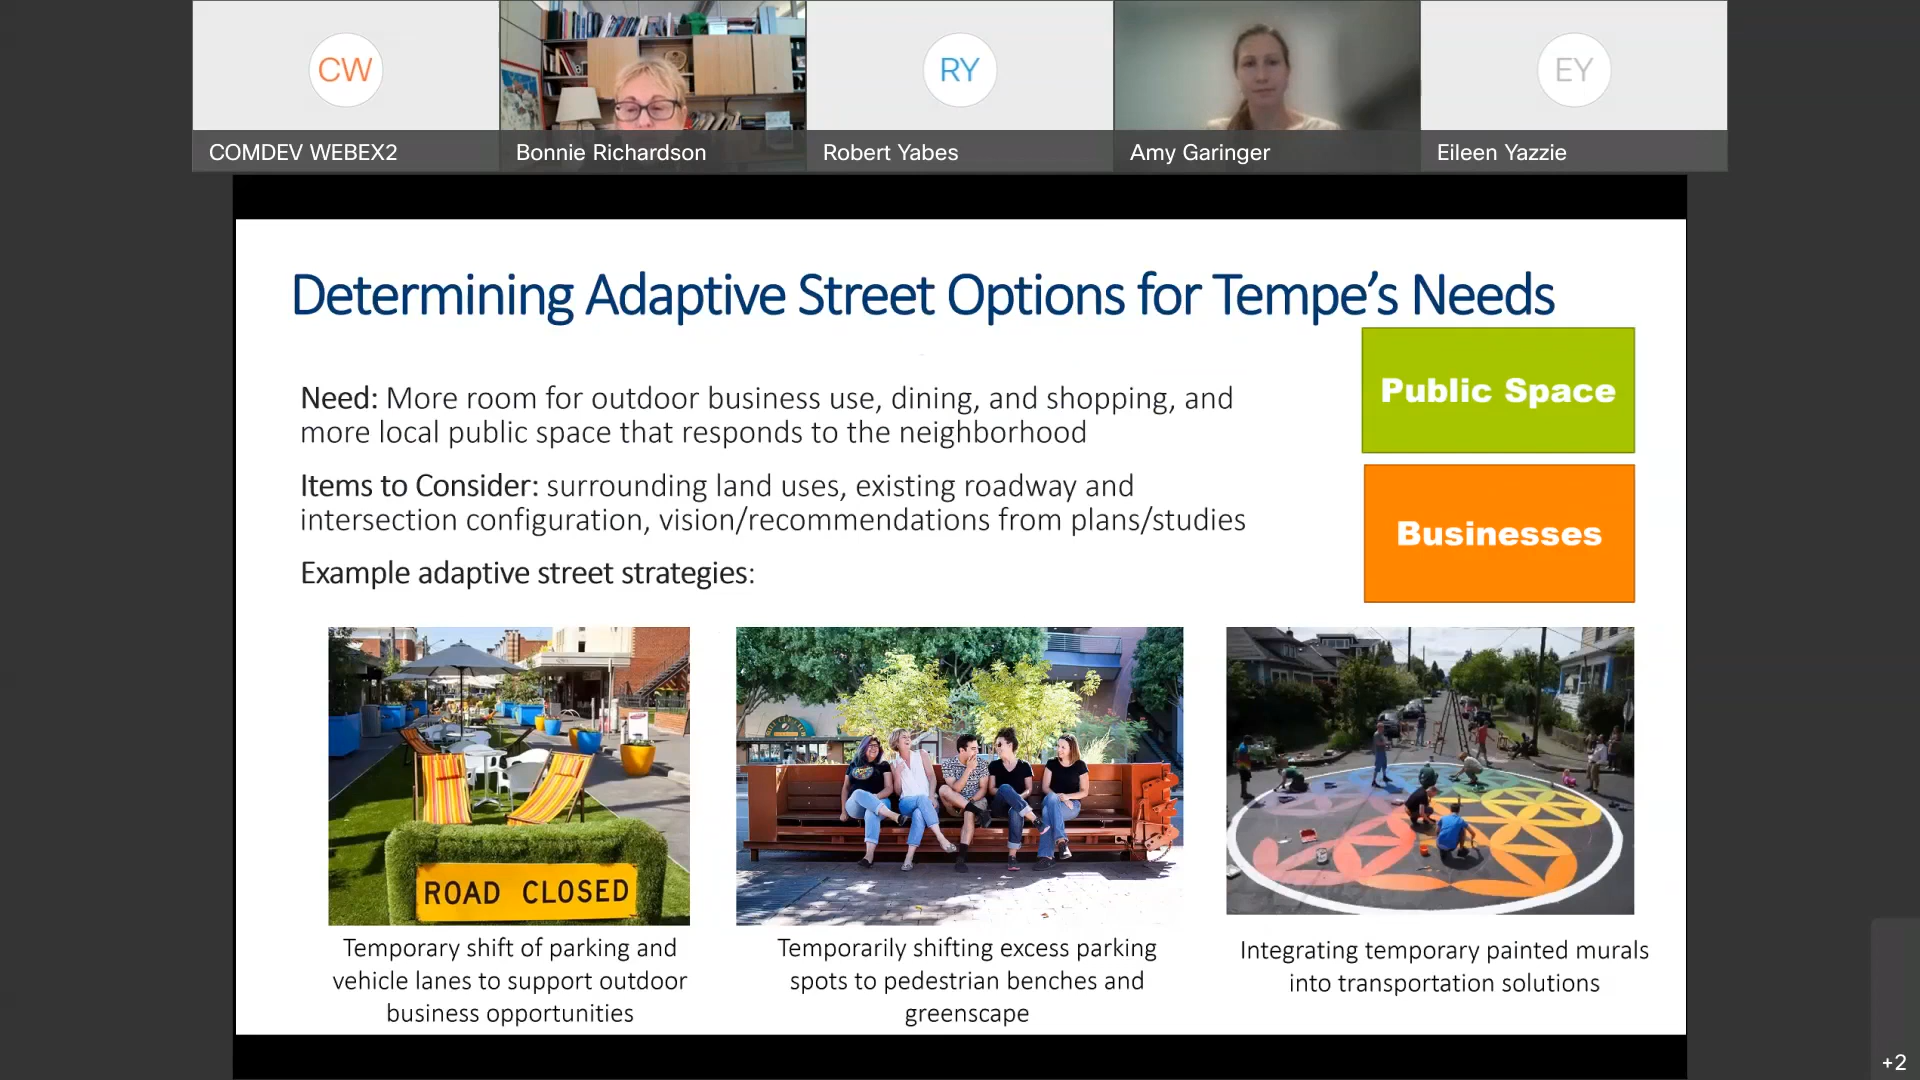 CW
RY
EY
COMDEV WEBEX2
Bonnie Richardson
Robert Yabes
Amy Garinger
Eileen Yazzie
Determining Adaptive Street Options for Tempe's Needs
Need: More room for outdoor business use, dining, and shopping, and
more local public space that responds to the neighborhood
Items to Consider: surrounding land uses, existing roadway and
intersection configuration, vision/recommendations from plans/studies
Example adaptive street strategies:
Public Space
Businesses
ROAD CLOSED
Temporary shift of parking and
vehicle lanes to support outdoor
business opportunities
Temporarily shifting excess parking
spots to pedestrian benches and
greenscape
Integrating temporary painted murals
into transportation solutions
+2